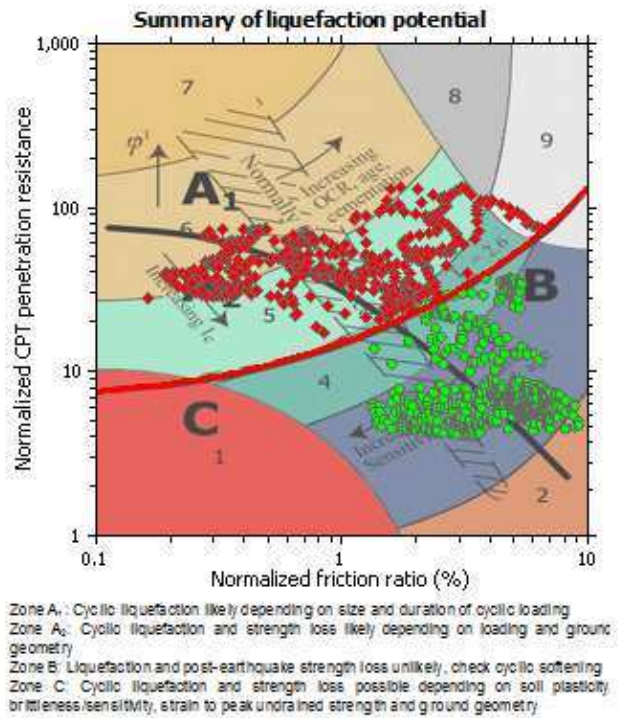 Summary of liquefaction potential
1,000
7
8
9
φ'
Normally
Increasing
OCR, age,
cementation
A1
100
6
5
Increasing Ic
B
10
4
C
1
Increasing
Sensitivity
2
1
0.1
1
10
Normalized CPT penetration resistance
Normalized friction ratio (%)
Zone A₁: Cyclic liquefaction likely depending on size and duration of cyclic loading
Zone A₂: Cyclic liquefaction and strength loss likely depending on loading and ground
geometry
Zone B: Liquefaction and post-earthquake strength loss unlikely, check cyclic softening
Zone C: Cyclic liquefaction and strength loss possible depending on soil plasticity,
brittleness/sensitivity, strain to peak undrained strength and ground geometry